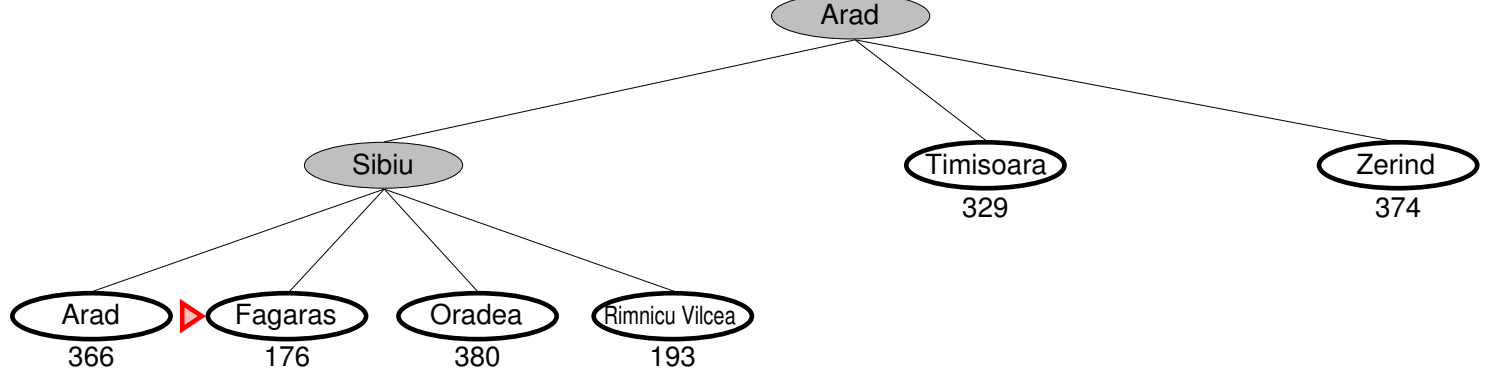 Arad
Sibiu Timisoara Zerind
329 374
Arad Fagaras Oradea Rimnicu Vilcea
366 176 380 193